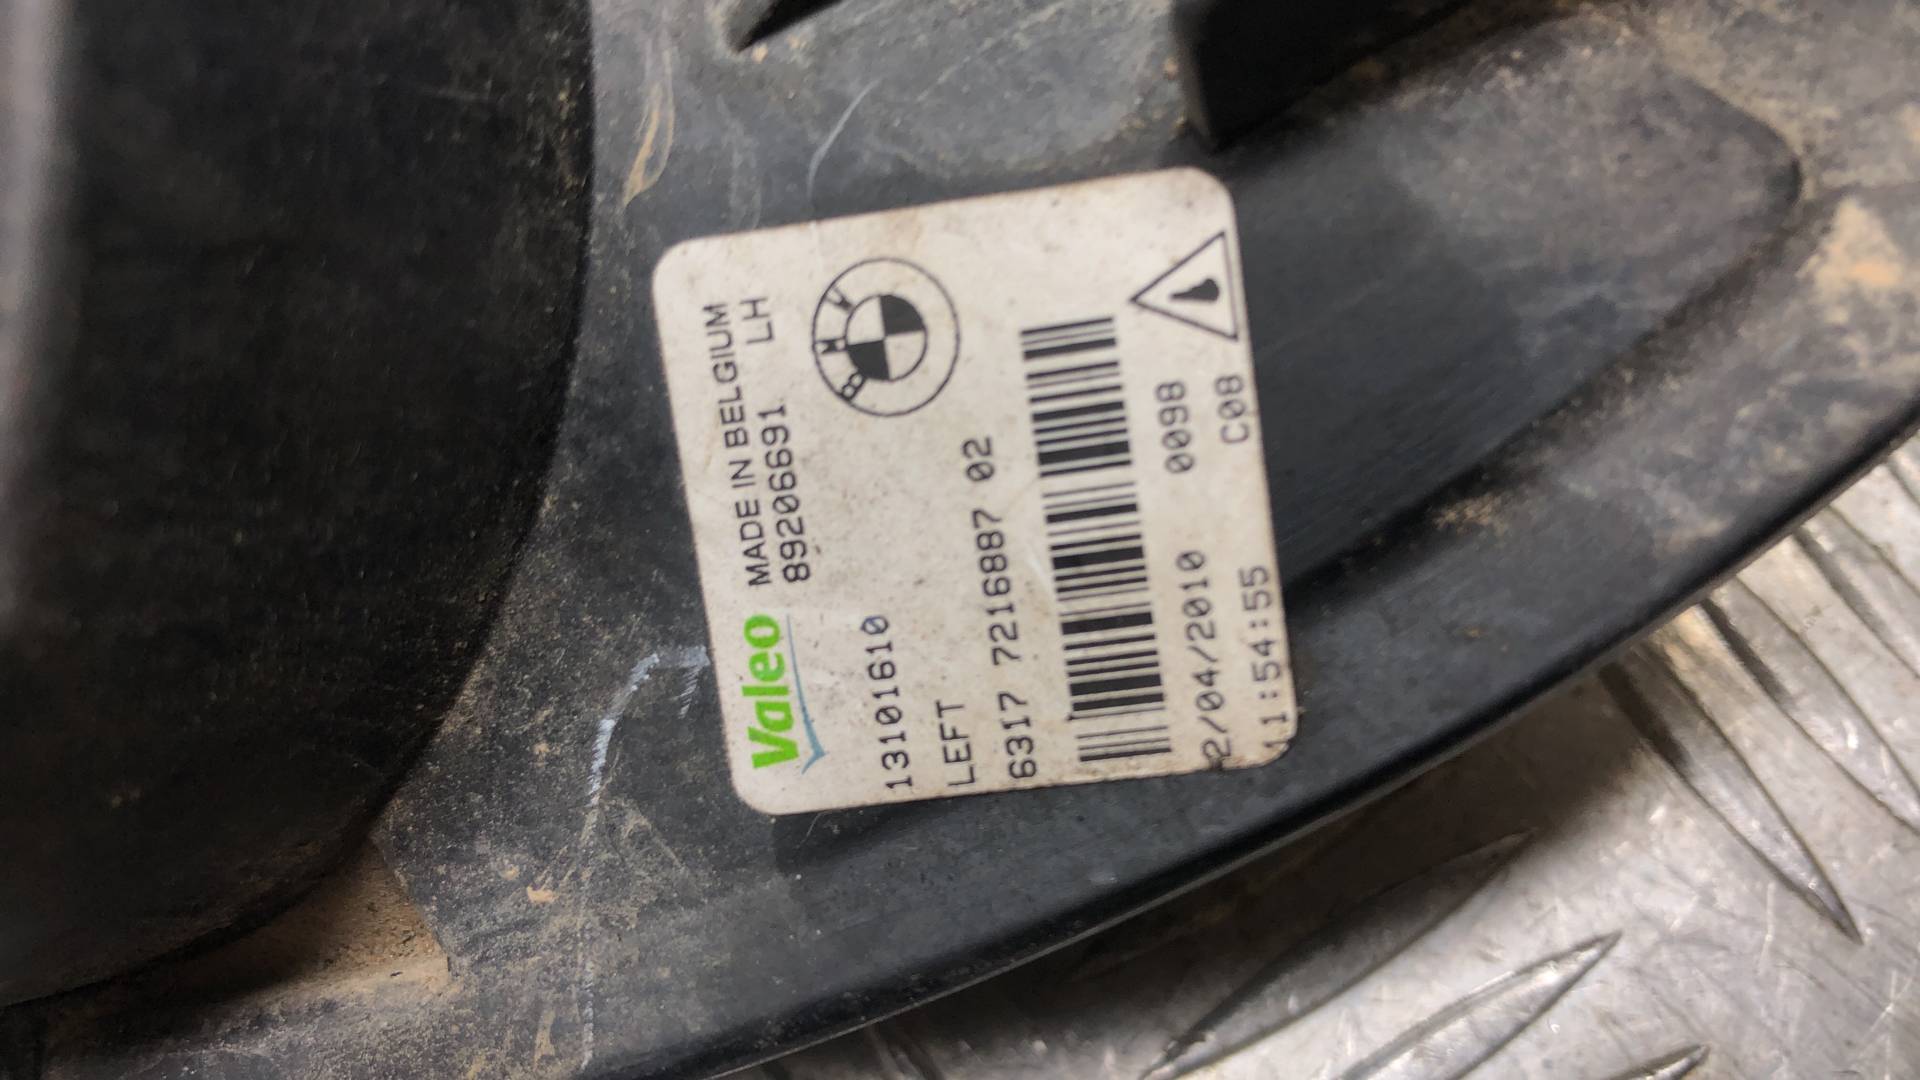 Valeo MADE IN BELGIUM
89206691 LH
BMW
13101610
LEFT
6317 7216887 02
2/04/2010 0098
11:54:55 C08